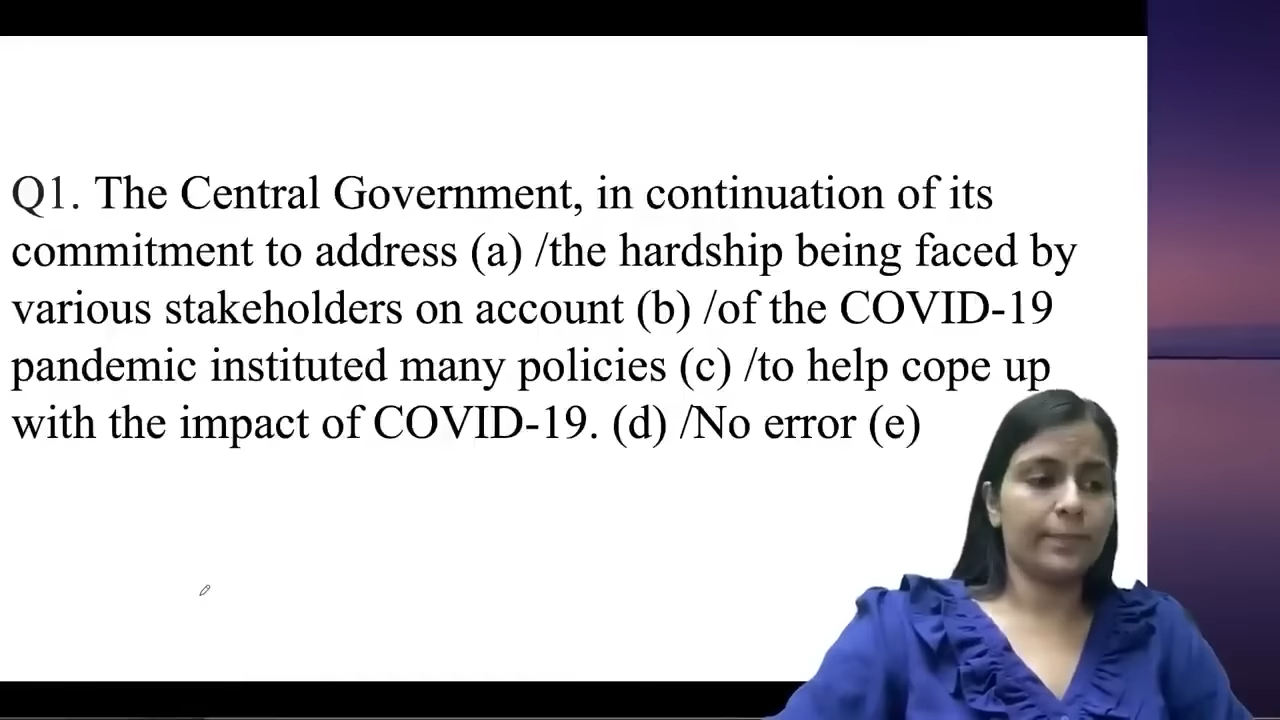 Q1. The Central Government, in continuation of its
commitment to address (a) /the hardship being faced by
various stakeholders on account (b) /of the COVID-19
pandemic instituted many policies (c) /to help cope up
with the impact of COVID-19. (d) /No error (e)